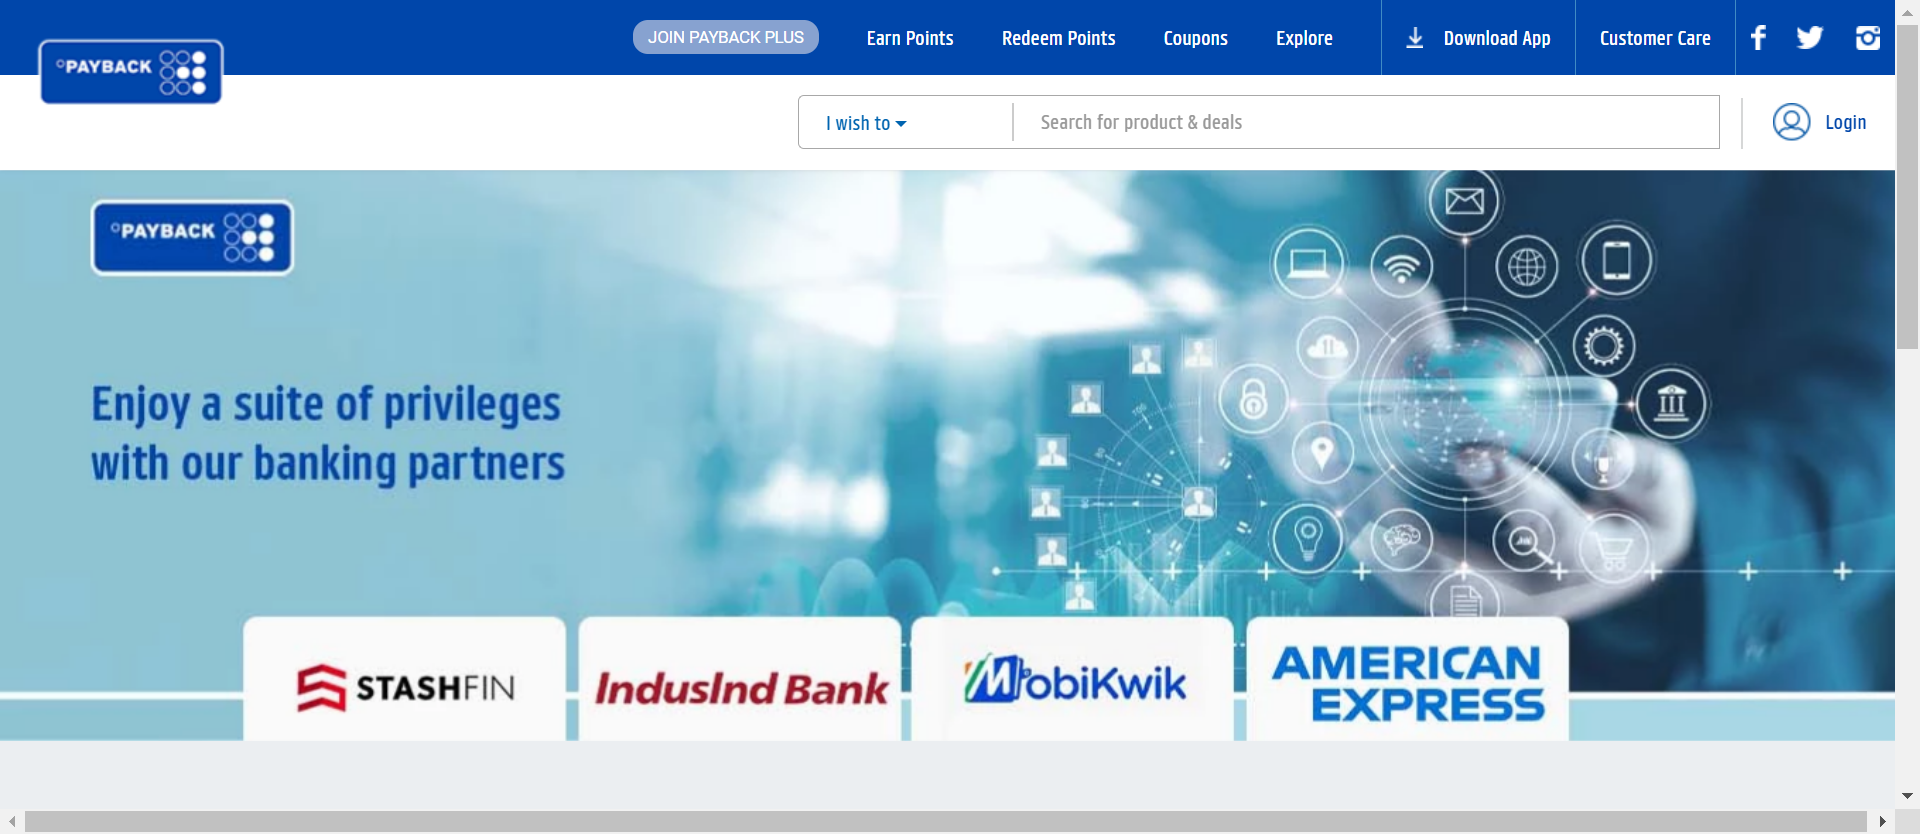 JOIN PAYBACK PLUS
Earn Points
Redeem Points
Coupons
Explore
Download App
Customer Care
°PAYBACK
I wish to
Search for product & deals
Login
°PAYBACK
Enjoy a suite of privileges
with our banking partners
STASHFIN
IndusInd Bank
MobiKwik
AMERICAN
EXPRESS